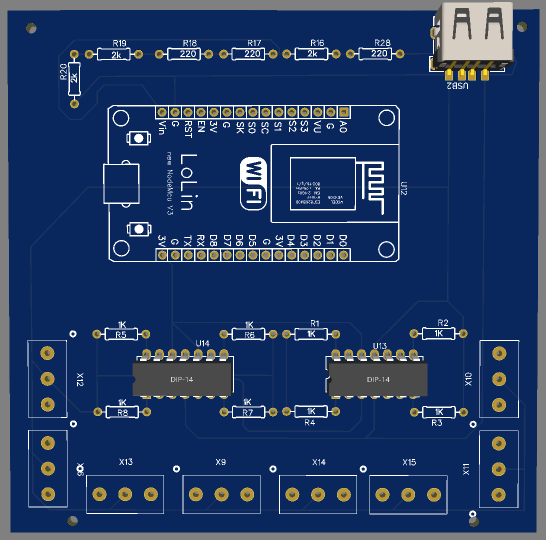 R19
R18
R17
R16
R28
2k
220
220
2k
220
R20
2k
USB2
Vin
G
RST
EN
3V
G
SK
S0
SC
S1
S2
S3
VU
G
A0
LoLin
new NodeMcu V3
WiFi
U12
3V
G
TX
RX
D8
D7
D6
D5
G
3V
D4
D3
D2
D1
D0
1K
R5
1K
R6
R1
1K
R2
1K
U14
U13
DIP-14
DIP-14
X12
X10
1K
R8
1K
R7
1K
R4
1K
R3
X13
X9
X14
X15
X11